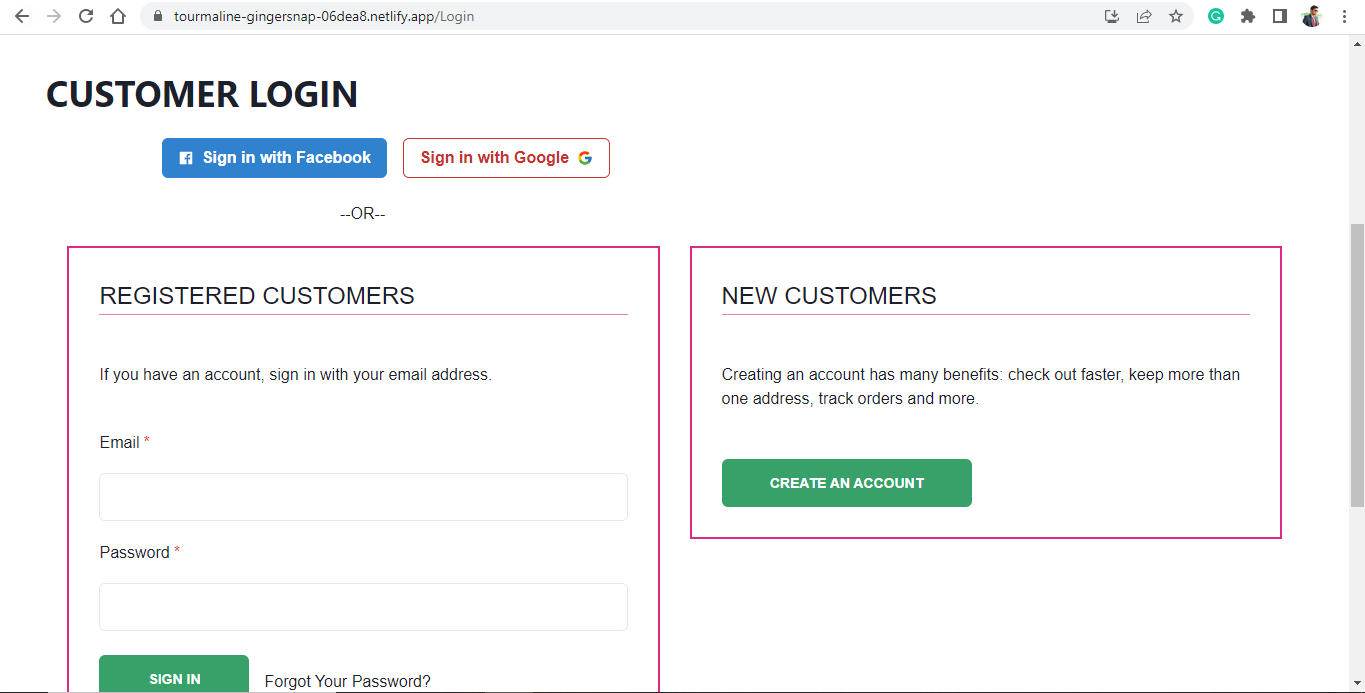 tourmaline-gingersnap-06dea8.netlify.app/Login
CUSTOMER LOGIN
Sign in with Facebook
Sign in with Google
--OR--
REGISTERED CUSTOMERS
If you have an account, sign in with your email address.
Email *
Password *
SIGN IN
Forgot Your Password?
NEW CUSTOMERS
Creating an account has many benefits: check out faster, keep more than
one address, track orders and more.
CREATE AN ACCOUNT